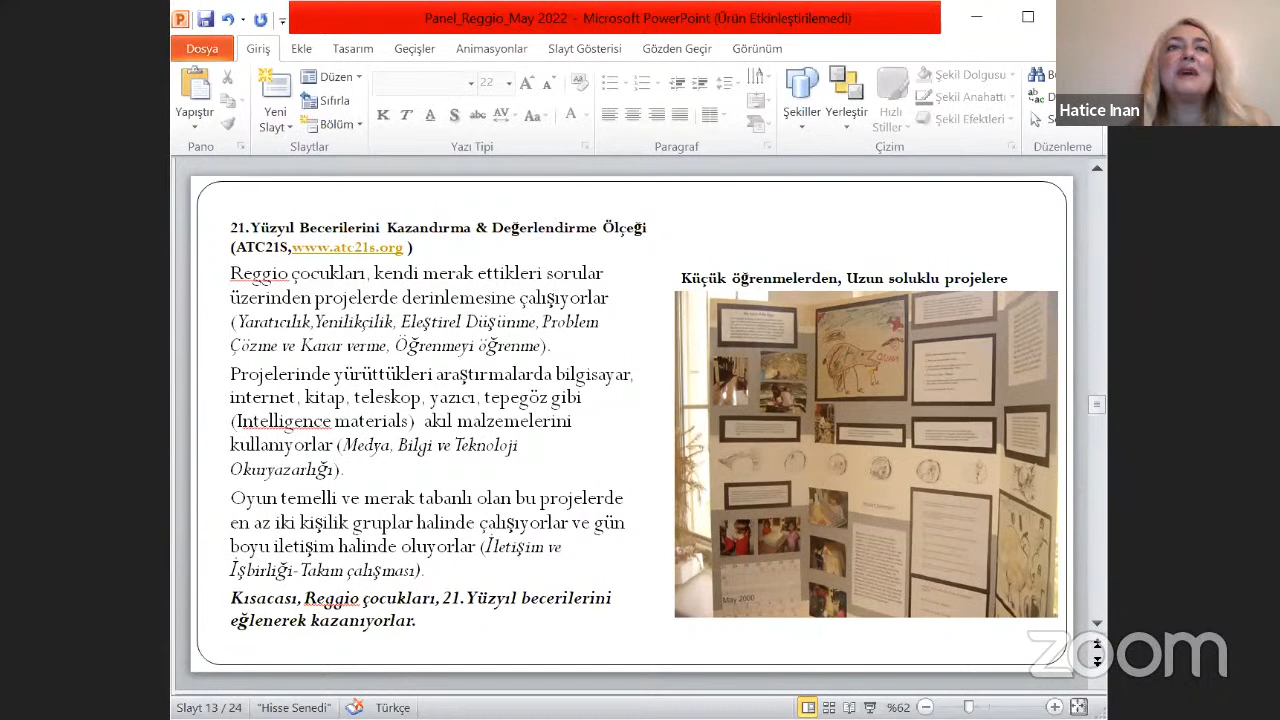 Panel_Reggio_May 2022 - Microsoft PowerPoint (Ürün Etkinleştirilemedi)
Dosya Giriş Ekle Tasarım Geçişler Animasyonlar Slayt Gösterisi Gözden Geçir Görünüm
Hatice Inan
Yapıştır
Yeni Slayt
Düzen
Sıfırla
Bölüm
22
K T A S abc AV Aa A
Şekiller
Yerleştir
Hızlı Stiller
Şekil Dolgusu
Şekil Anahattı
Şekil Efektleri
Pano Slaytlar Yazı Tipi Paragraf Çizim Düzenleme
21.Yüzyıl Becerilerini Kazandırma & Değerlendirme Ölçeği
(ATC21S,www.atc21s.org )
Reggio çocukları, kendi merak ettikleri sorular
üzerinden projelerde derinlemesine çalışıyorlar
(Yaratıcılık,Yenilikçilik, Eleştirel Düşünme, Problem
Çözme ve Karar verme, Öğrenmeyi öğrenme).
Projelerinde yürüttükleri araştırmalarda bilgisayar,
internet, kitap, teleskop, yazıcı, tepegöz gibi
(Intelligence materials) akıl malzemelerini
kullanıyorlar (Medya, Bilgi ve Teknoloji
Okuryazarlığı).
Oyun temelli ve merak tabanlı olan bu projelerde
en az iki kişilik gruplar halinde çalışıyorlar ve gün
boyu iletişim halinde oluyorlar (İletişim ve
İşbirliği-Takım çalışması).
Kısacası, Reggio çocukları, 21.Yüzyıl becerilerini
eğlenerek kazanıyorlar.
Küçük öğrenmelerden, Uzun soluklu projelere
May 2000
zoom
Slayt 13 / 24 "Hisse Senedi" Türkçe %62